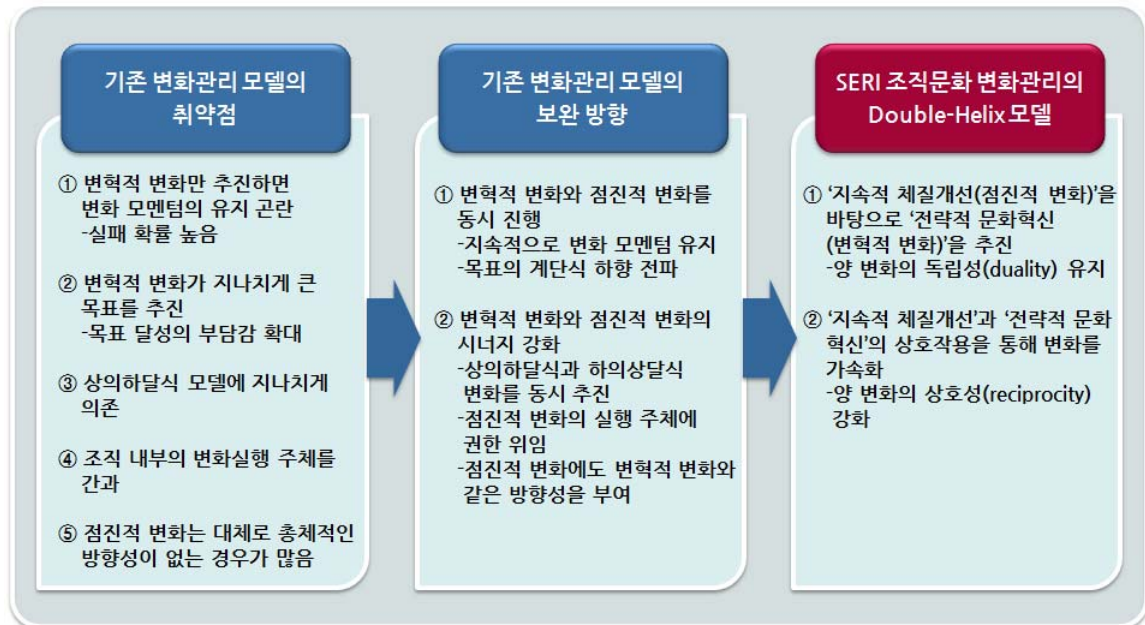 기존 변화관리 모델의
취약점
① 변혁적 변화만 추진하면
변화 모멘텀의 유지 곤란
-실패 확률 높음
② 변혁적 변화가 지나치게 큰
목표를 추진
-목표 달성의 부담감 확대
③ 상의하달식 모델에 지나치게
의존
④ 조직 내부의 변화실행 주체를
간과
⑤ 점진적 변화는 대체로 총체적인
방향성이 없는 경우가 많음
기존 변화관리 모델의
보완 방향
① 변혁적 변화와 점진적 변화를
동시 진행
-지속적으로 변화 모멘텀 유지
-목표의 계단식 하향 전파
② 변혁적 변화와 점진적 변화의
시너지 강화
-상의하달식과 하의상달식
변화를 동시 추진
-점진적 변화의 실행 주체에
권한 위임
-점진적 변화에도 변혁적 변화와
같은 방향성을 부여
SERI 조직문화 변화관리의
Double-Helix 모델
① ‘지속적 체질개선(점진적 변화)’을
바탕으로 ‘전략적 문화혁신
(변혁적 변화)’을 추진
-양 변화의 독립성(duality) 유지
② ‘지속적 체질개선’과 ‘전략적 문화
혁신’의 상호작용을 통해 변화를
가속화
-양 변화의 상호성(reciprocity)
강화